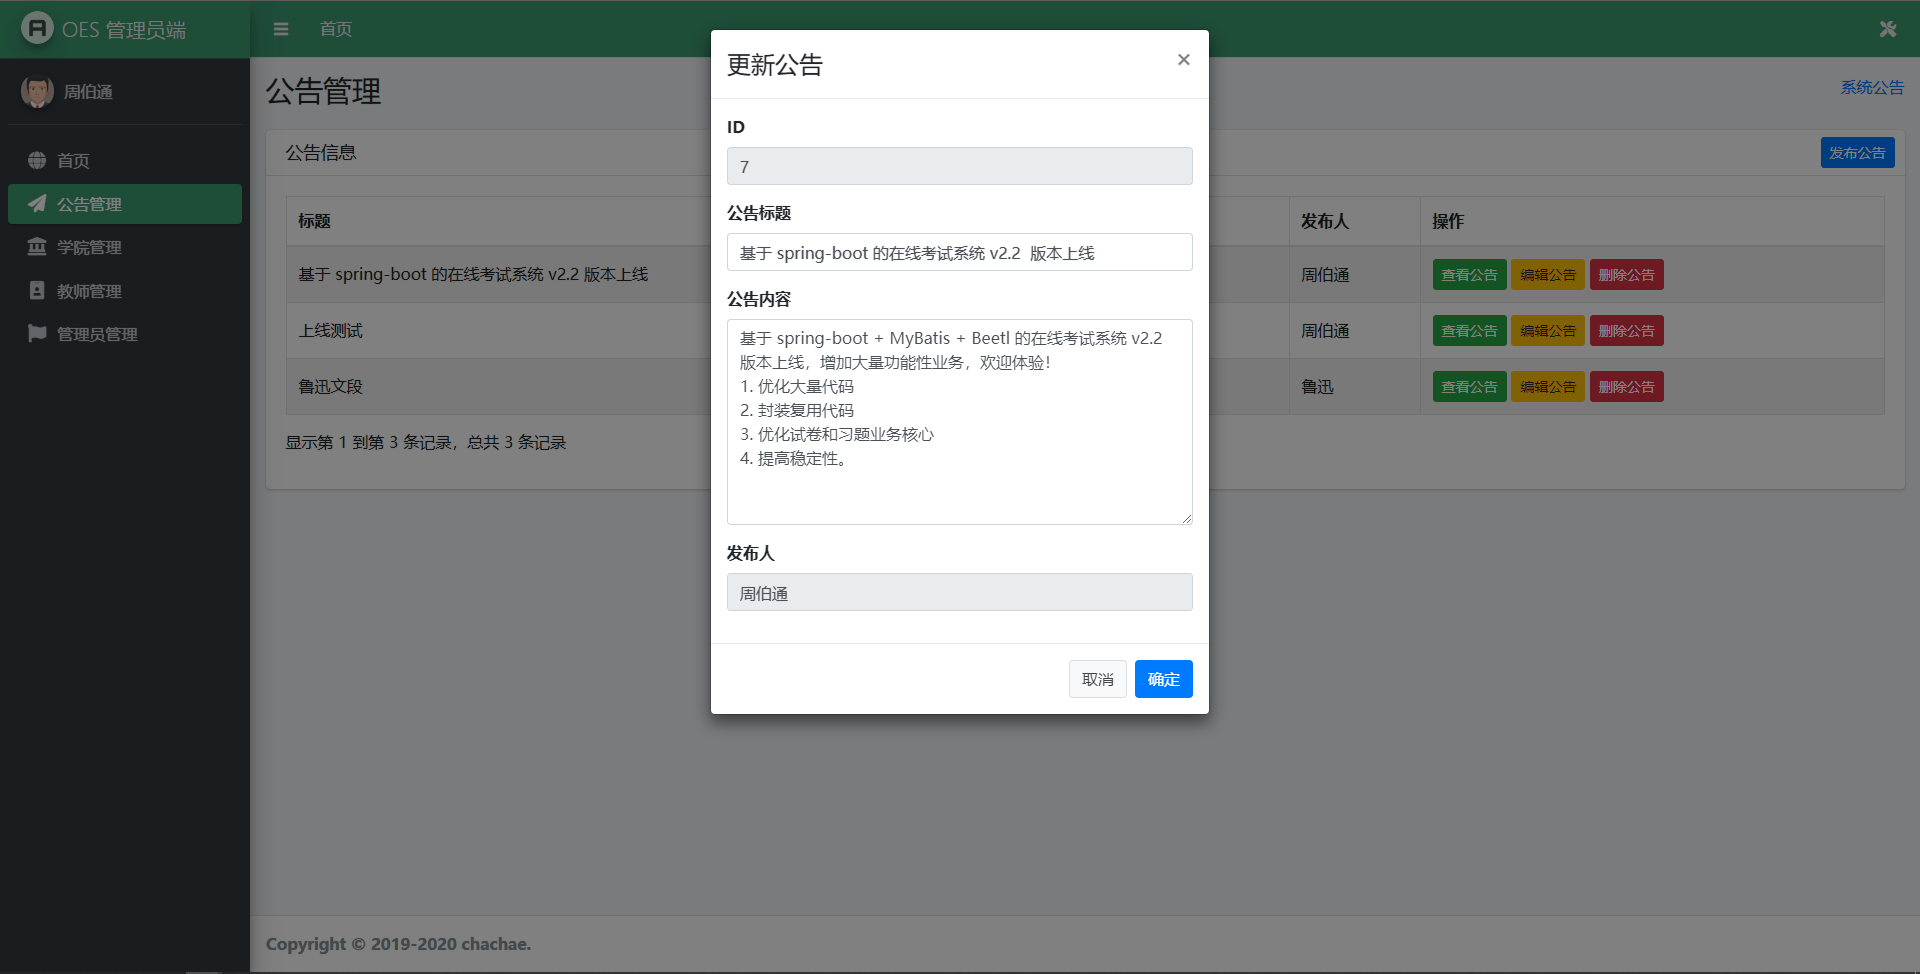 OES 管理员端
首页
周伯通
首页
公告管理
学院管理
教师管理
管理员管理
公告管理
系统公告
公告信息
发布公告
标题
发布人
操作
基于 spring-boot 的在线考试系统 v2.2 版本上线
周伯通
查看公告 编辑公告 删除公告
上线测试
周伯通
查看公告 编辑公告 删除公告
鲁迅文段
鲁迅
查看公告 编辑公告 删除公告
显示第 1 到第 3 条记录，总共 3 条记录
更新公告
×
ID
7
公告标题
基于 spring-boot 的在线考试系统 v2.2  版本上线
公告内容
基于 spring-boot + MyBatis + Beetl 的在线考试系统 v2.2
版本上线，增加大量功能性业务，欢迎体验！
1. 优化大量代码
2. 封装复用代码
3. 优化试卷和习题业务核心
4. 提高稳定性。
发布人
周伯通
取消
确定
Copyright © 2019-2020 chachae.